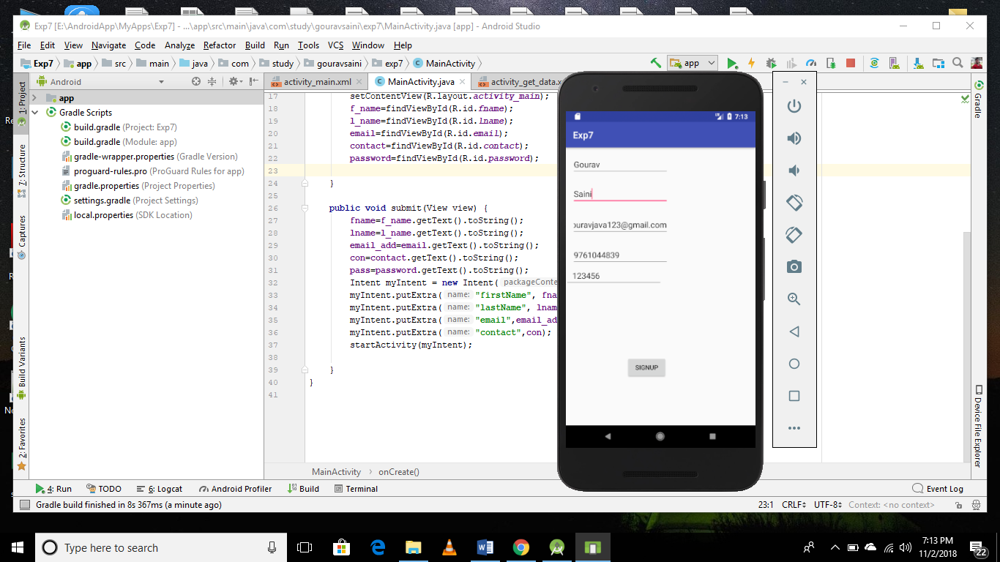 Exp7 [E:\AndroidApp\MyApps\Exp7] - ...\app\src\main\java\com\study\gouravsaini\exp7\MainActivity.java [app] - Android Studio
File Edit View Navigate Code Analyze Refactor Build Run Tools VCS Window Help
Exp7 app src main java com study gouravsaini exp7 MainActivity
app
1: Project
7: Structure
Captures
Build Variants
2: Favorites
Android
app
Gradle Scripts
build.gradle (Project: Exp7)
build.gradle (Module: app)
gradle-wrapper.properties (Gradle Version)
proguard-rules.pro (ProGuard Rules for app)
gradle.properties (Project Properties)
settings.gradle (Project Settings)
local.properties (SDK Location)
activity_main.xml MainActivity.java activity_get_data.x
17 setContentView(R.layout.activity_main);
18 f_name=findViewById(R.id.fname);
19 l_name=findViewById(R.id.lname);
20 email=findViewById(R.id.email);
21 contact=findViewById(R.id.contact);
22 password=findViewById(R.id.password);
23
24 }
25
26 public void submit(View view) {
27 fname=f_name.getText().toString();
28 lname=l_name.getText().toString();
29 email_add=email.getText().toString();
30 con=contact.getText().toString();
31 pass=password.getText().toString();
32 Intent myIntent = new Intent( packageConte
33 myIntent.putExtra( name: "firstName", fna
34 myIntent.putExtra( name: "lastName", lnam
35 myIntent.putExtra( name: "email",email_ad
36 myIntent.putExtra( name: "contact",con);
37 startActivity(myIntent);
38
39 }
40 }
41
MainActivity onCreate()
7:13
Exp7
Gourav
Saini
ouravjava123@gmail.com
9761044839
123456
SIGNUP
Gradle
Device File Explorer
4: Run TODO 6: Logcat Android Profiler Build Terminal Event Log
Gradle build finished in 8s 367ms (a minute ago) 23:1 CRLF UTF-8 Context: <no context>
Type here to search
7:13 PM
11/2/2018
22